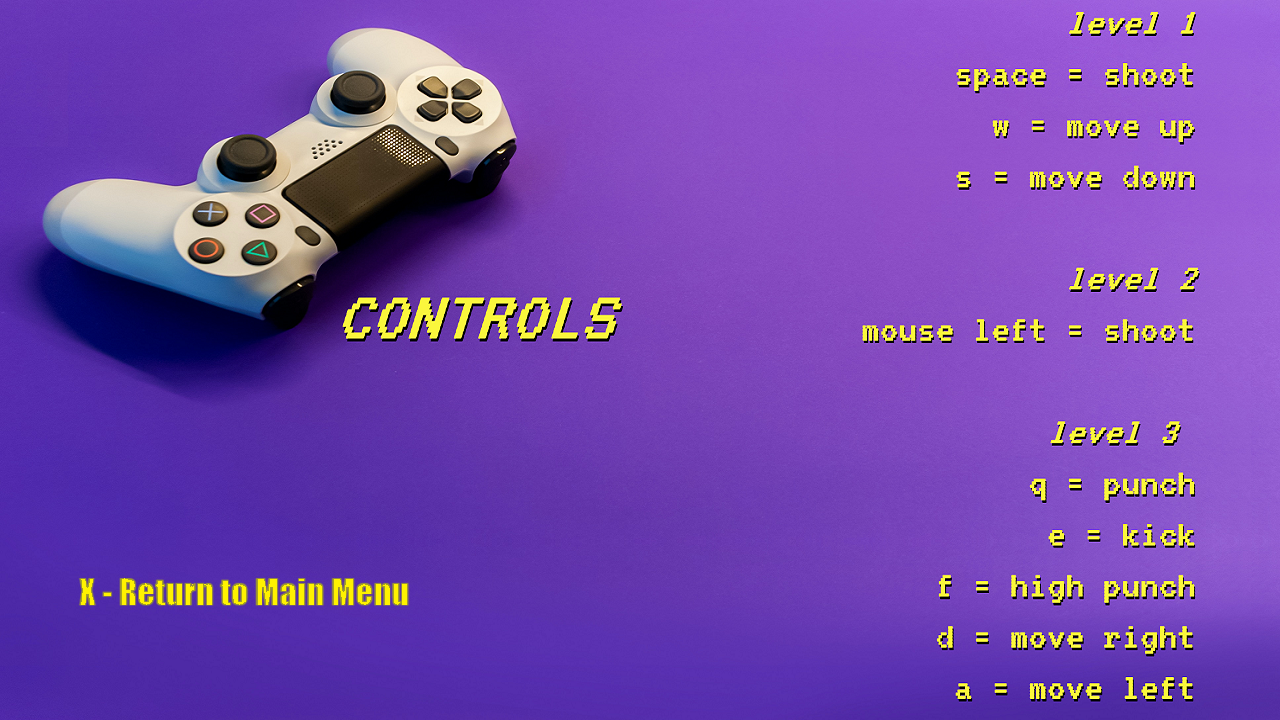 CONTROLS
X - Return to Main Menu
level 1
space = shoot
w = move up
s = move down
level 2
mouse left = shoot
level 3
q = punch
e = kick
f = high punch
d = move right
a = move left